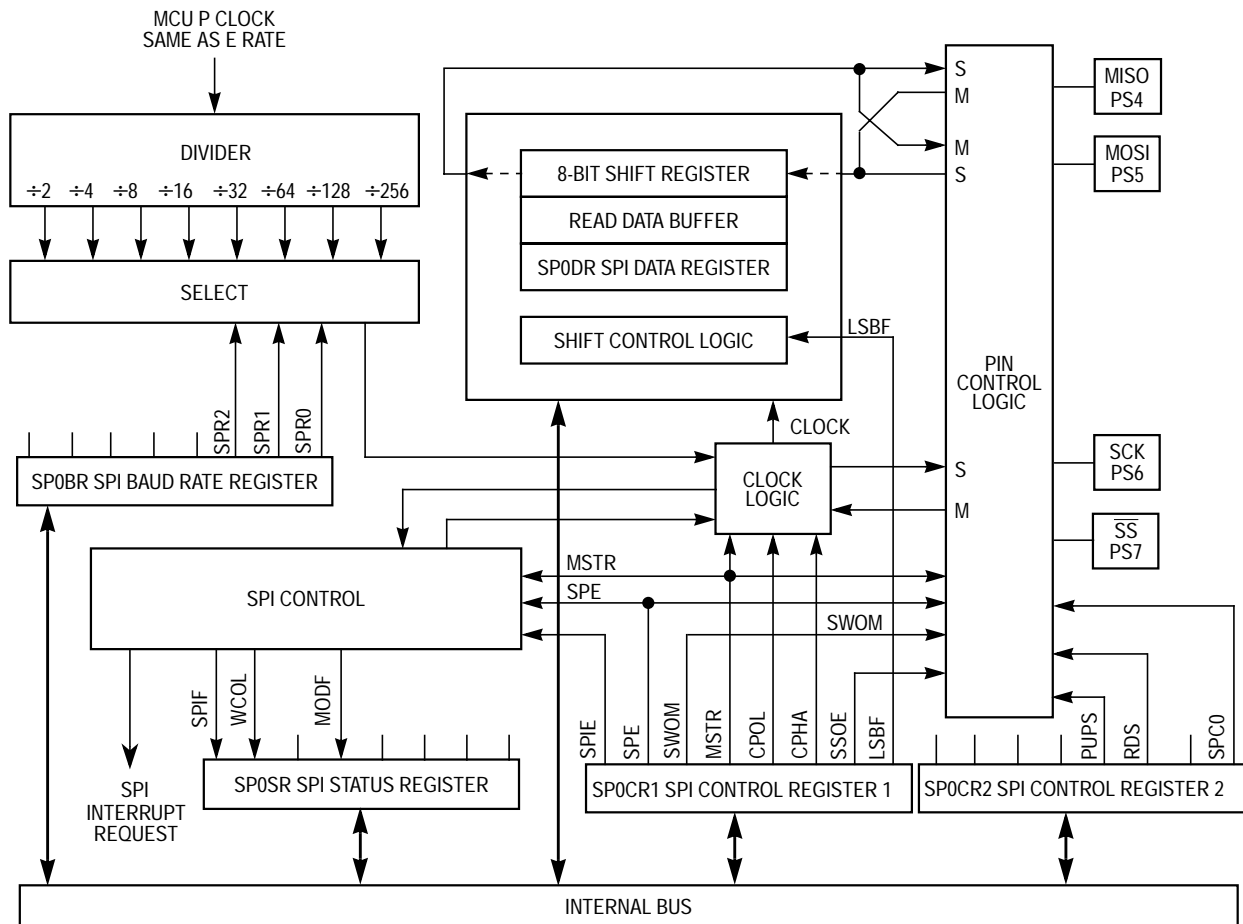 MCU P CLOCK
SAME AS E RATE
DIVIDER
÷2 ÷4 ÷8 ÷16 ÷32 ÷64 ÷128 ÷256
SELECT
SPR2
SPR1
SPR0
SP0BR SPI BAUD RATE REGISTER
8-BIT SHIFT REGISTER
READ DATA BUFFER
SP0DR SPI DATA REGISTER
SHIFT CONTROL LOGIC
LSBF
CLOCK
CLOCK
LOGIC
S
M
M
S
S
M
PIN
CONTROL
LOGIC
MISO
PS4
MOSI
PS5
SCK
PS6
SS
PS7
SPI CONTROL
MSTR
SPE
SWOM
SPIF
WCOL
MODF
SPI
INTERRUPT
REQUEST
SP0SR SPI STATUS REGISTER
SPIE
SPE
SWOM
MSTR
CPOL
CPHA
SSOE
LSBF
SP0CR1 SPI CONTROL REGISTER 1
PUPS
RDS
SPC0
SP0CR2 SPI CONTROL REGISTER 2
INTERNAL BUS